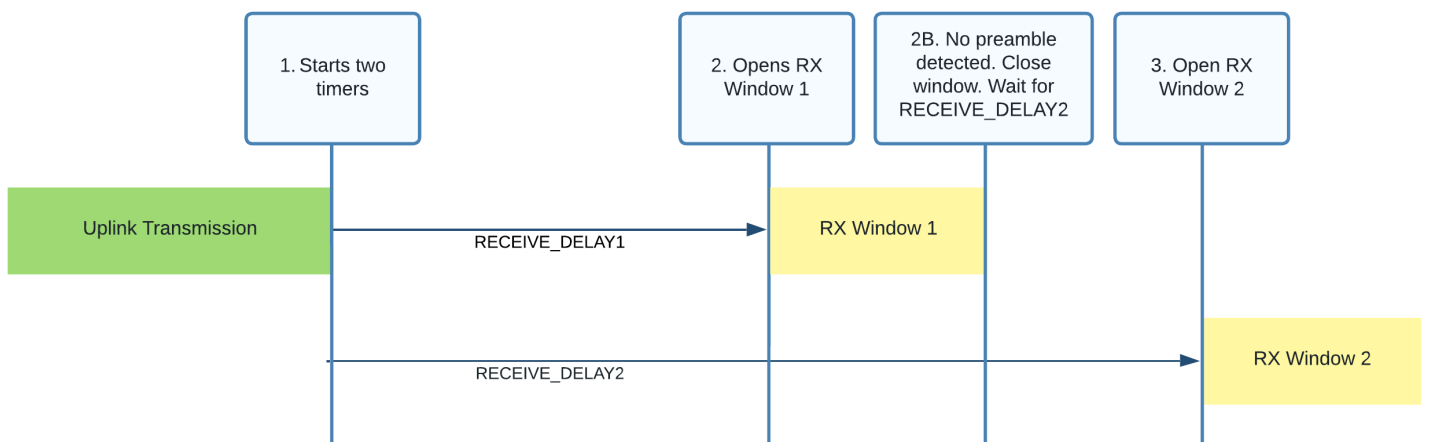 1. Starts two
timers
2. Opens RX
Window 1
2B. No preamble
detected. Close
window. Wait for
RECEIVE_DELAY2
3. Open RX
Window 2
Uplink Transmission
RECEIVE_DELAY1
RX Window 1
RECEIVE_DELAY2
RX Window 2